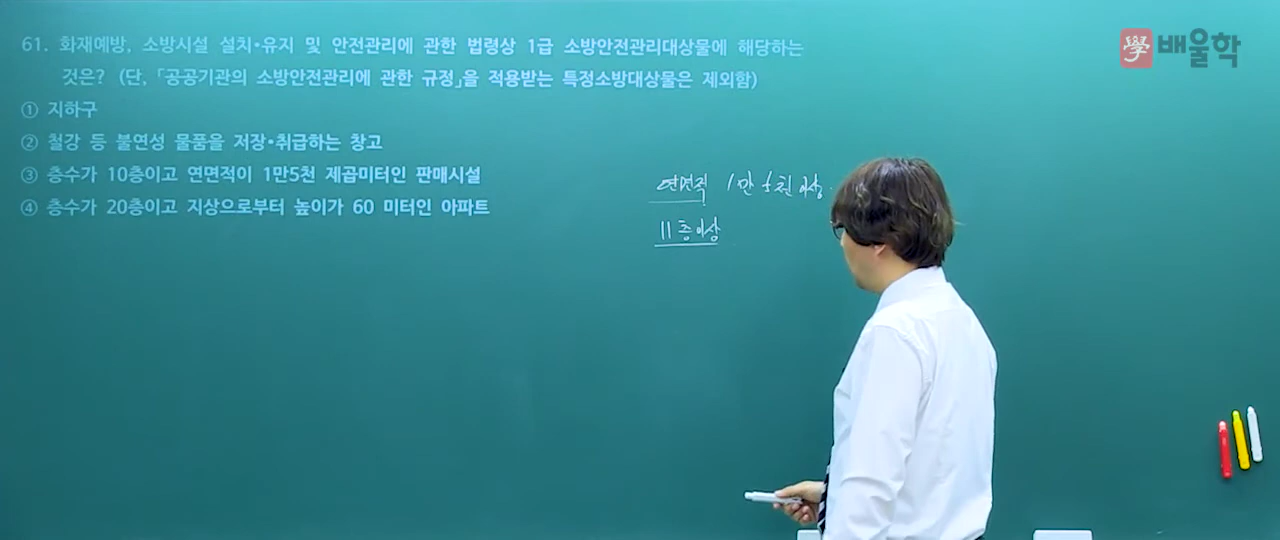 學 배울학
61. 화재예방, 소방시설 설치•유지 및 안전관리에 관한 법령상 1급 소방안전관리대상물에 해당하는
것은? (단, 「공공기관의 소방안전관리에 관한 규정」을 적용받는 특정소방대상물은 제외함)
① 지하구
② 철강 등 불연성 물품을 저장•취급하는 창고
③ 층수가 10층이고 연면적이 1만5천 제곱미터인 판매시설
④ 층수가 20층이고 지상으로부터 높이가 60 미터인 아파트
연면적 1만 5천 이상
11층이상